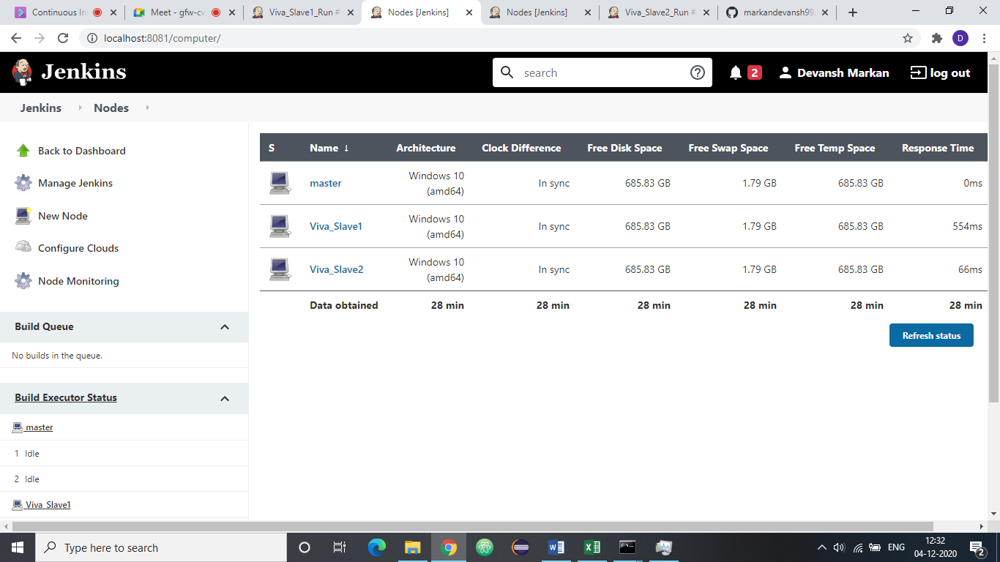 Continuous In
Meet - gfw-cv
Viva_Slave1_Run #
Nodes [Jenkins]
Nodes [Jenkins]
Viva_Slave2_Run #
markandevansh99
localhost:8081/computer/
D
Jenkins
search
2
Devansh Markan
log out
Jenkins
Nodes
Back to Dashboard
Manage Jenkins
New Node
Configure Clouds
Node Monitoring
Build Queue
No builds in the queue.
Build Executor Status
master
1 Idle
2 Idle
Viva_Slave1
S Name ↓ Architecture Clock Difference Free Disk Space Free Swap Space Free Temp Space Response Time
master Windows 10 (amd64) In sync 685.83 GB 1.79 GB 685.83 GB 0ms
Viva_Slave1 Windows 10 (amd64) In sync 685.83 GB 1.79 GB 685.83 GB 554ms
Viva_Slave2 Windows 10 (amd64) In sync 685.83 GB 1.79 GB 685.83 GB 66ms
Data obtained 28 min 28 min 28 min 28 min 28 min 28 min
Refresh status
Type here to search
ENG
12:32
04-12-2020
2